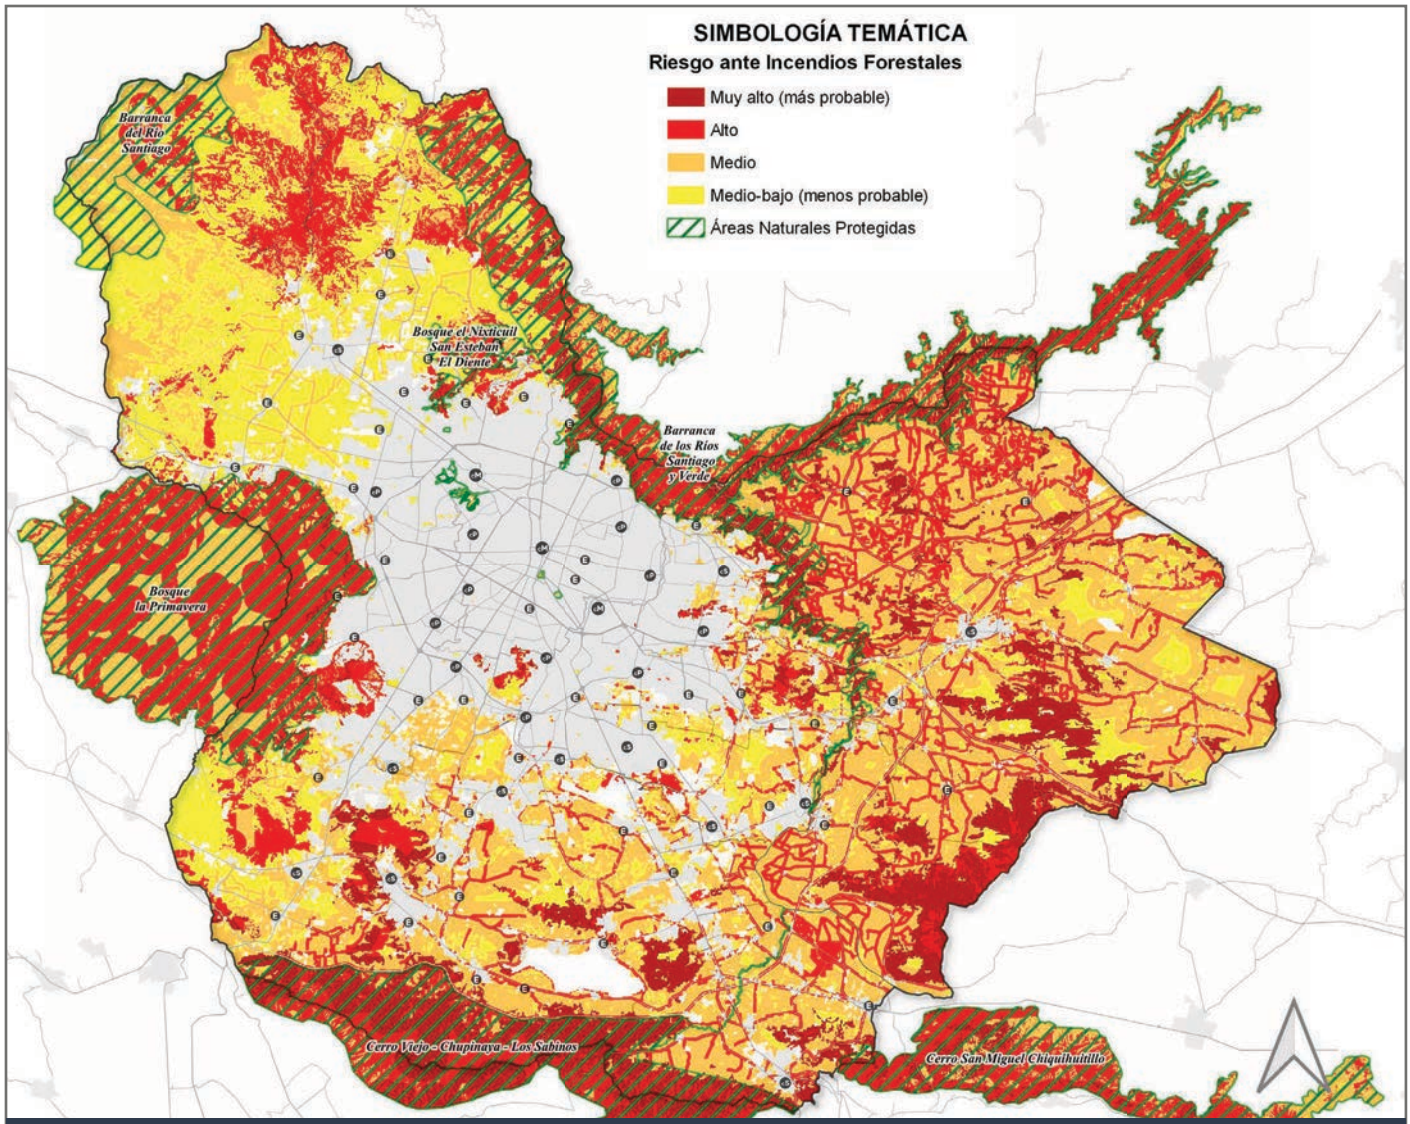 SIMBOLOGÍA TEMÁTICA
Riesgo ante Incendios Forestales
Muy alto (más probable)
Alto
Medio
Medio-bajo (menos probable)
Áreas Naturales Protegidas
Barranca
del Río
Santiago
Bosque el Nixticuil
San Esteban
El Diente
Barranca
de los Ríos
Santiago
y Verde
Bosque
la Primavera
Cerro Viejo - Chupinaya - Los Sabinos
Cerro San Miguel Chiquihuitillo